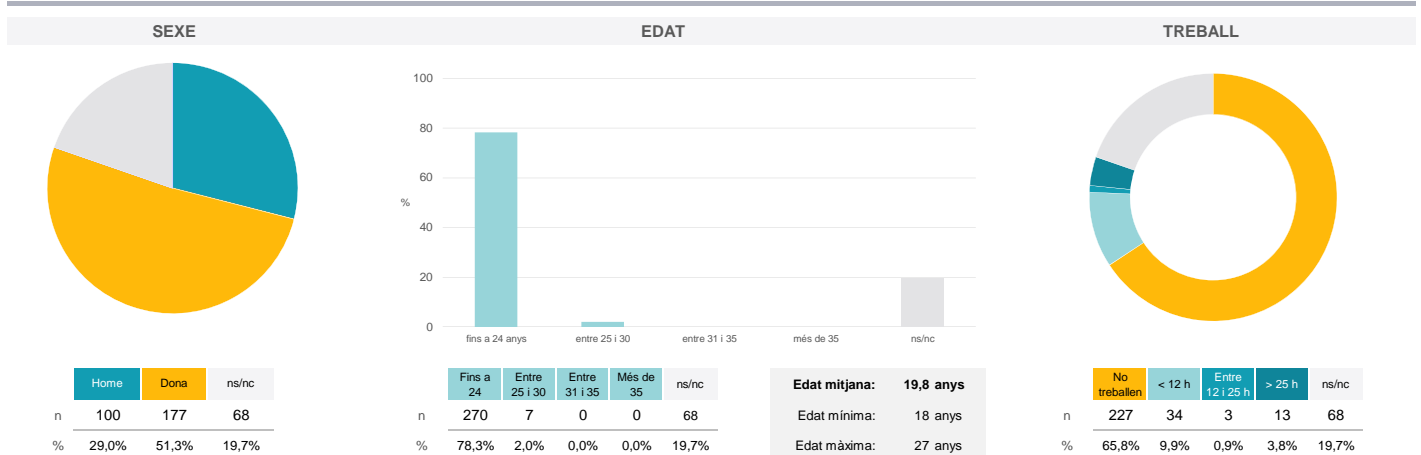 SEXE
EDAT
TREBALL
100
80
60
%
40
20
0
fins a 24 anys
entre 25 i 30
entre 31 i 35
més de 35
ns/nc
Home Dona ns/nc
n 100 177 68
% 29,0% 51,3% 19,7%
Fins a 24 Entre 25 i 30 Entre 31 i 35 Més de 35 ns/nc
n 270 7 0 0 68
% 78,3% 2,0% 0,0% 0,0% 19,7%
Edat mitjana: 19,8 anys
Edat mínima: 18 anys
Edat màxima: 27 anys
No treballen < 12 h Entre 12 i 25 h > 25 h ns/nc
n 227 34 3 13 68
% 65,8% 9,9% 0,9% 3,8% 19,7%